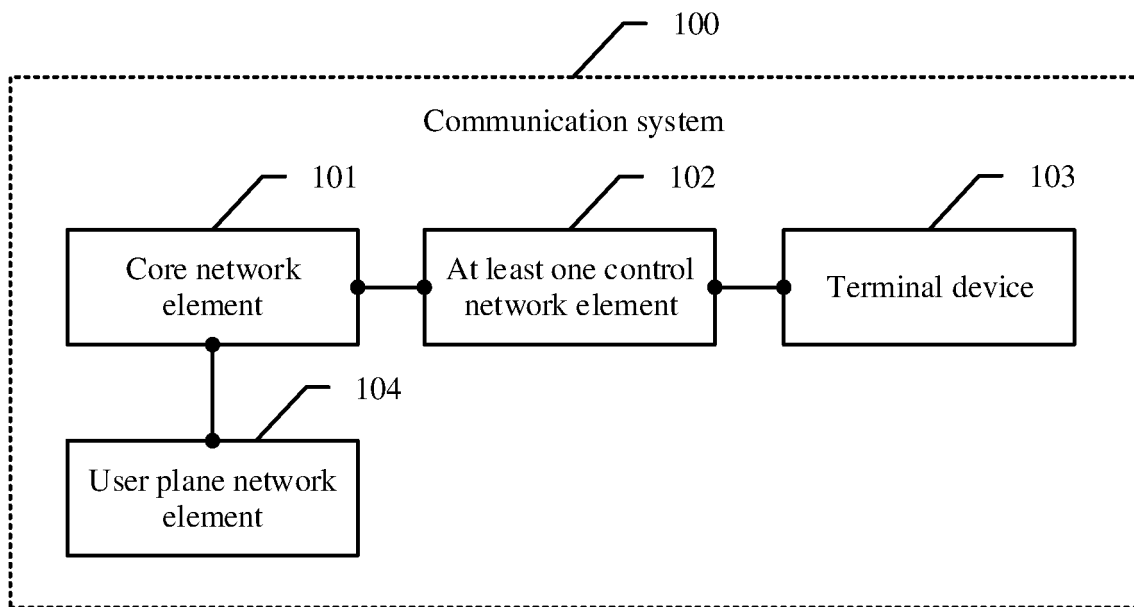 100
Communication system
101
102
103
Core network
element
At least one control
network element
Terminal device
104
User plane network
element